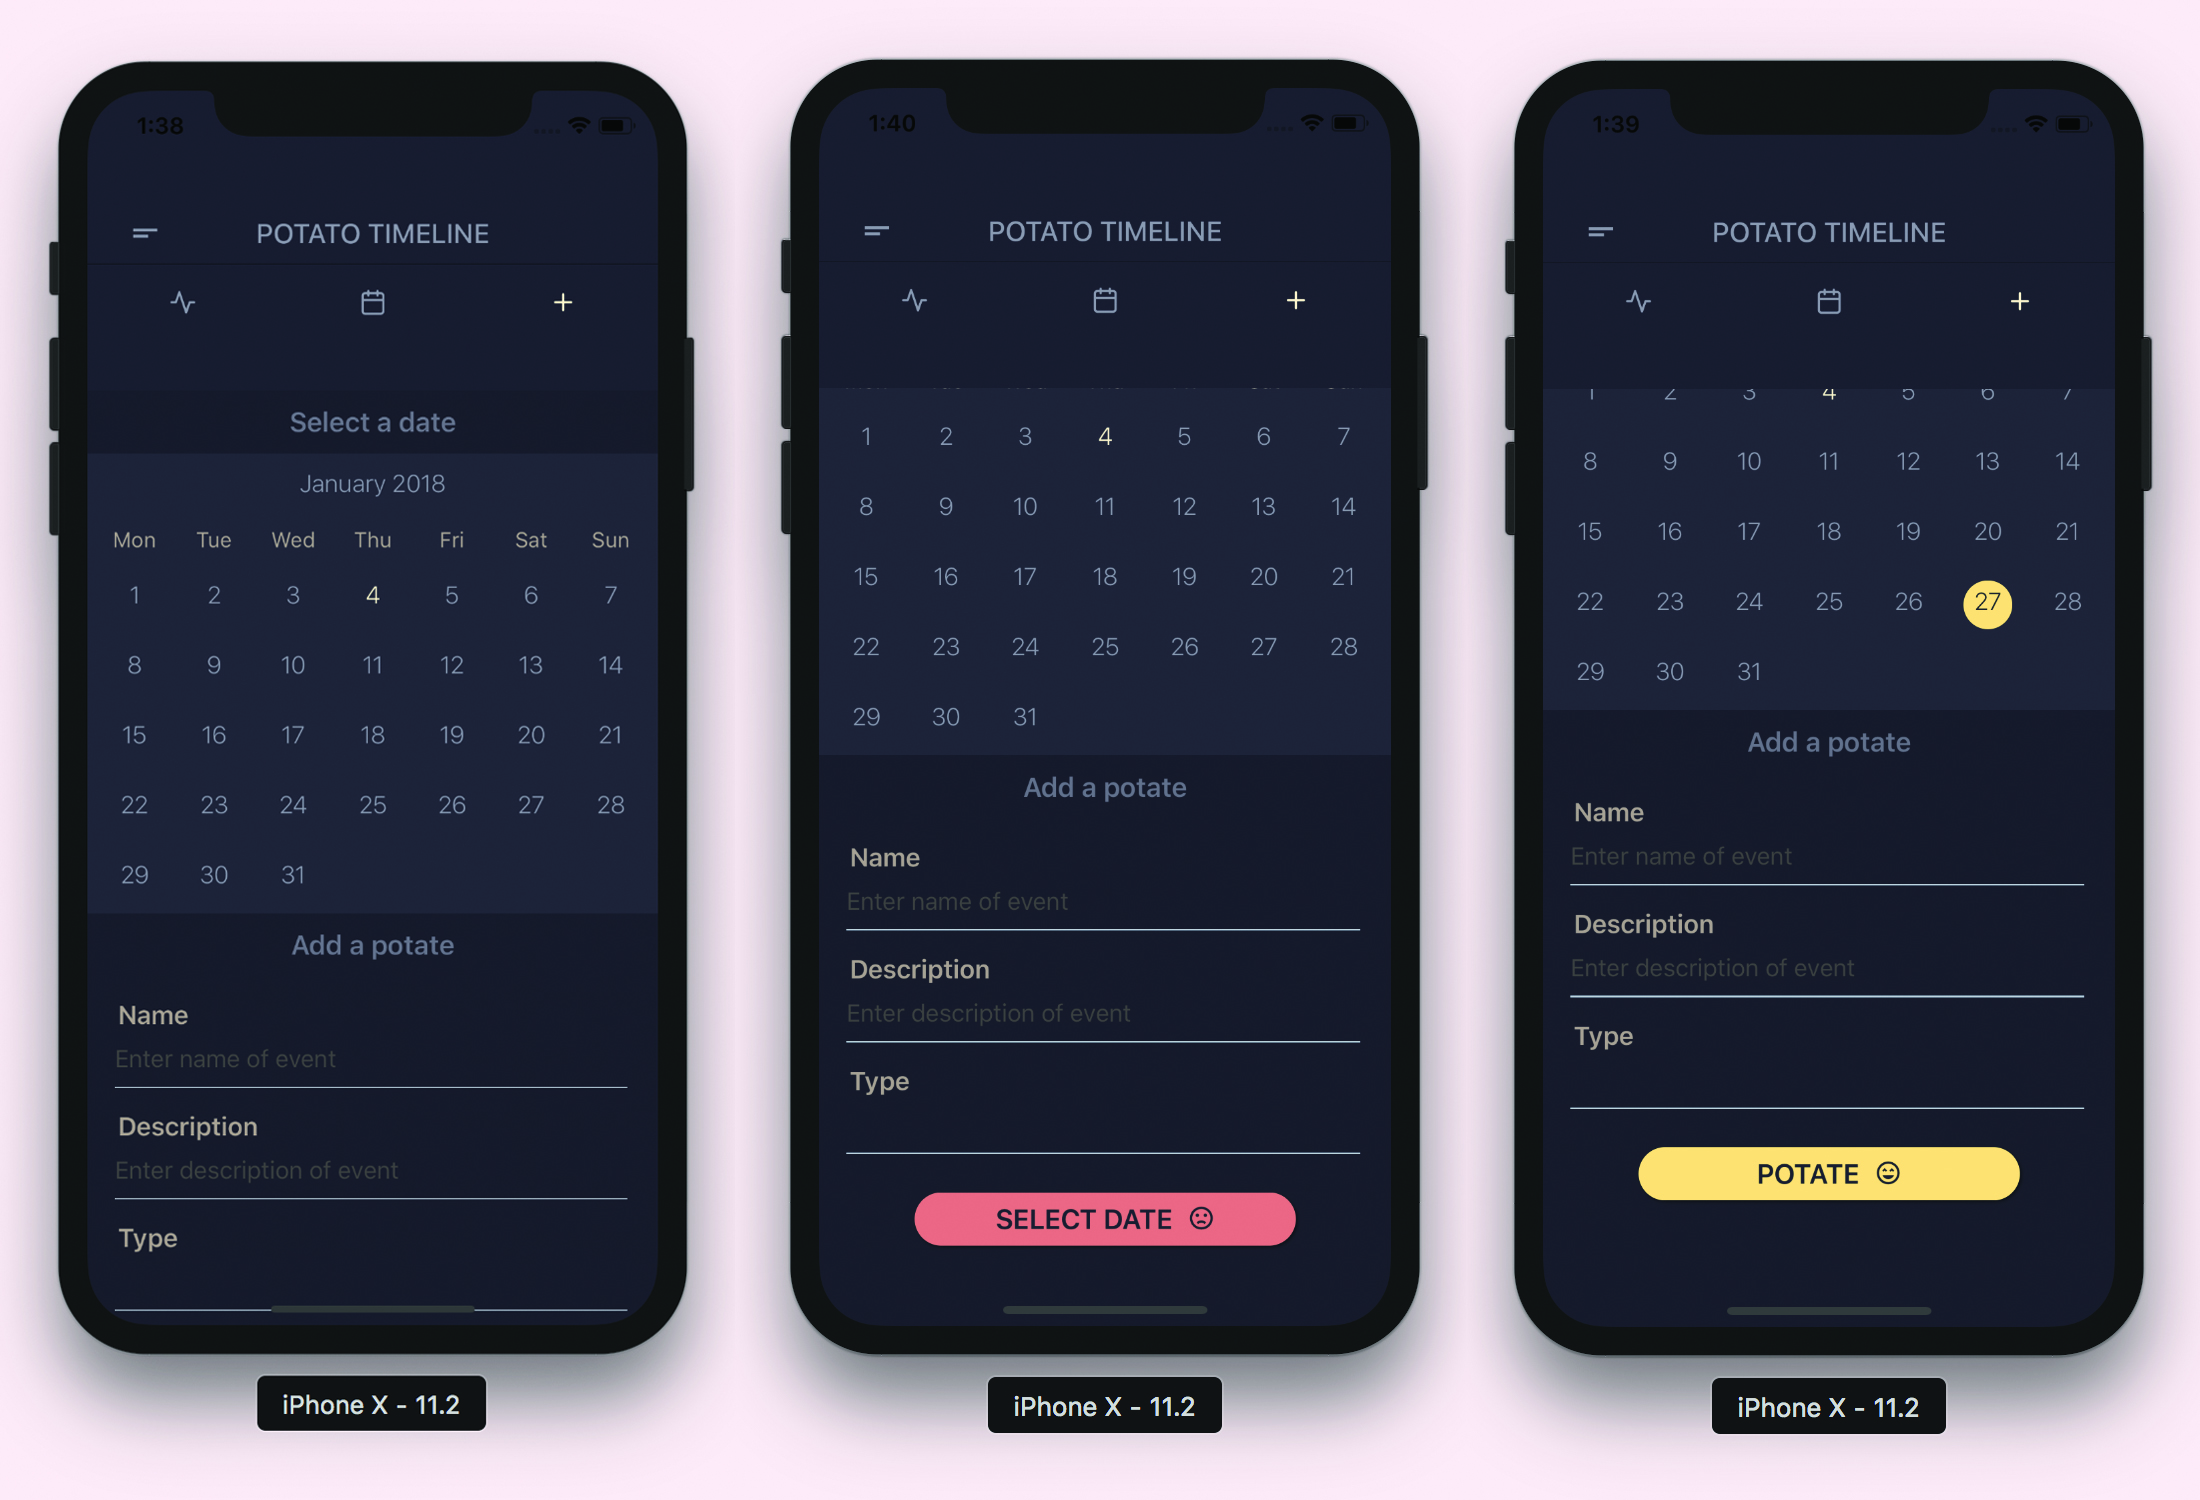 1:38
POTATO TIMELINE
Select a date
January 2018
Mon Tue Wed Thu Fri Sat Sun
1 2 3 4 5 6 7
8 9 10 11 12 13 14
15 16 17 18 19 20 21
22 23 24 25 26 27 28
29 30 31
Add a potate
Name
Enter name of event
Description
Enter description of event
Type
iPhone X - 11.2
1:40
POTATO TIMELINE
1 2 3 4 5 6 7
8 9 10 11 12 13 14
15 16 17 18 19 20 21
22 23 24 25 26 27 28
29 30 31
Add a potate
Name
Enter name of event
Description
Enter description of event
Type
SELECT DATE
iPhone X - 11.2
1:39
POTATO TIMELINE
1 2 3 4 5 6 7
8 9 10 11 12 13 14
15 16 17 18 19 20 21
22 23 24 25 26 27 28
29 30 31
Add a potate
Name
Enter name of event
Description
Enter description of event
Type
POTATE
iPhone X - 11.2